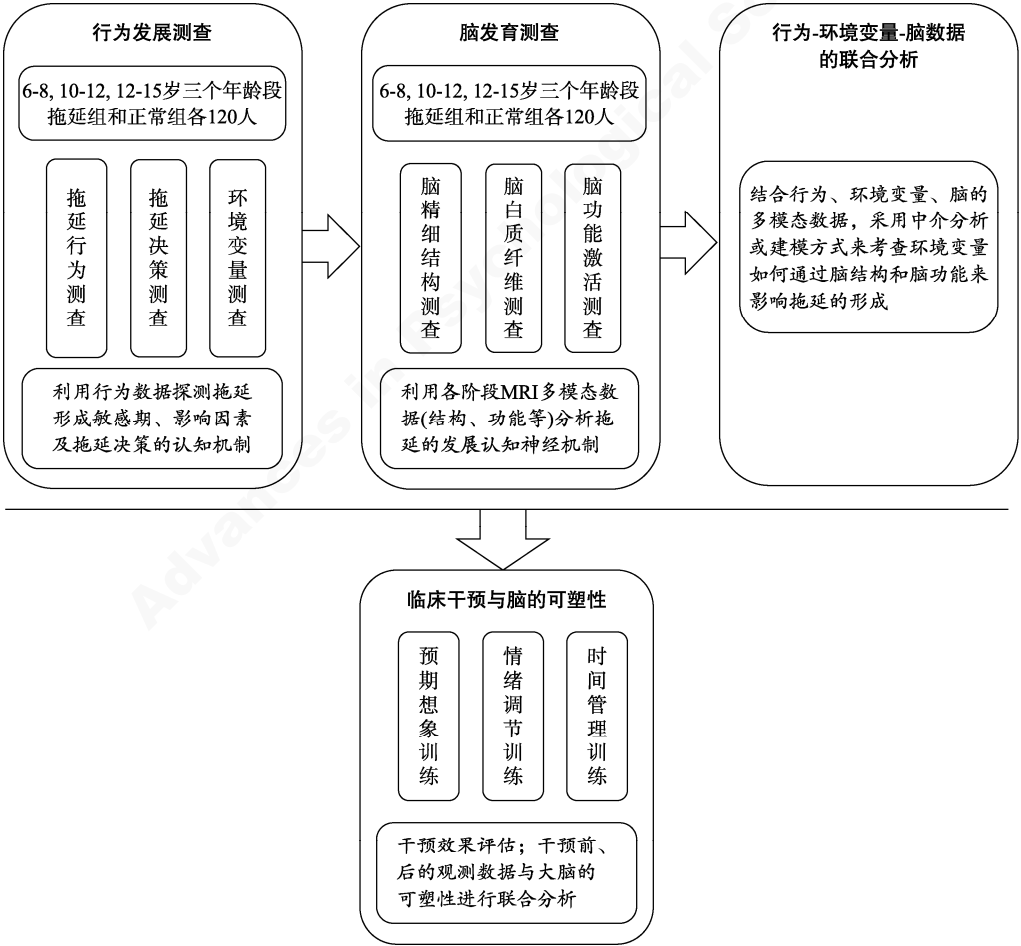 行为发展测查
6-8, 10-12, 12-15岁三个年龄段
拖延组和正常组各120人
拖延行为测查
拖延决策测查
环境变量测查
利用行为数据探测拖延
形成敏感期、影响因素
及拖延决策的认知机制
脑发育测查
6-8, 10-12, 12-15岁三个年龄段
拖延组和正常组各120人
脑精细结构测查
脑白质纤维测查
脑功能激活测查
利用各阶段MRI多模态数
据(结构、功能等)分析拖
延的发展认知神经机制
行为-环境变量-脑数据
的联合分析
结合行为、环境变量、脑的
多模态数据，采用中介分析
或建模方式来考查环境变量
如何通过脑结构和脑功能来
影响拖延的形成
临床干预与脑的可塑性
预期想象训练
情绪调节训练
时间管理训练
干预效果评估；干预前、
后的观测数据与大脑的
可塑性进行联合分析
Advances in Psychological